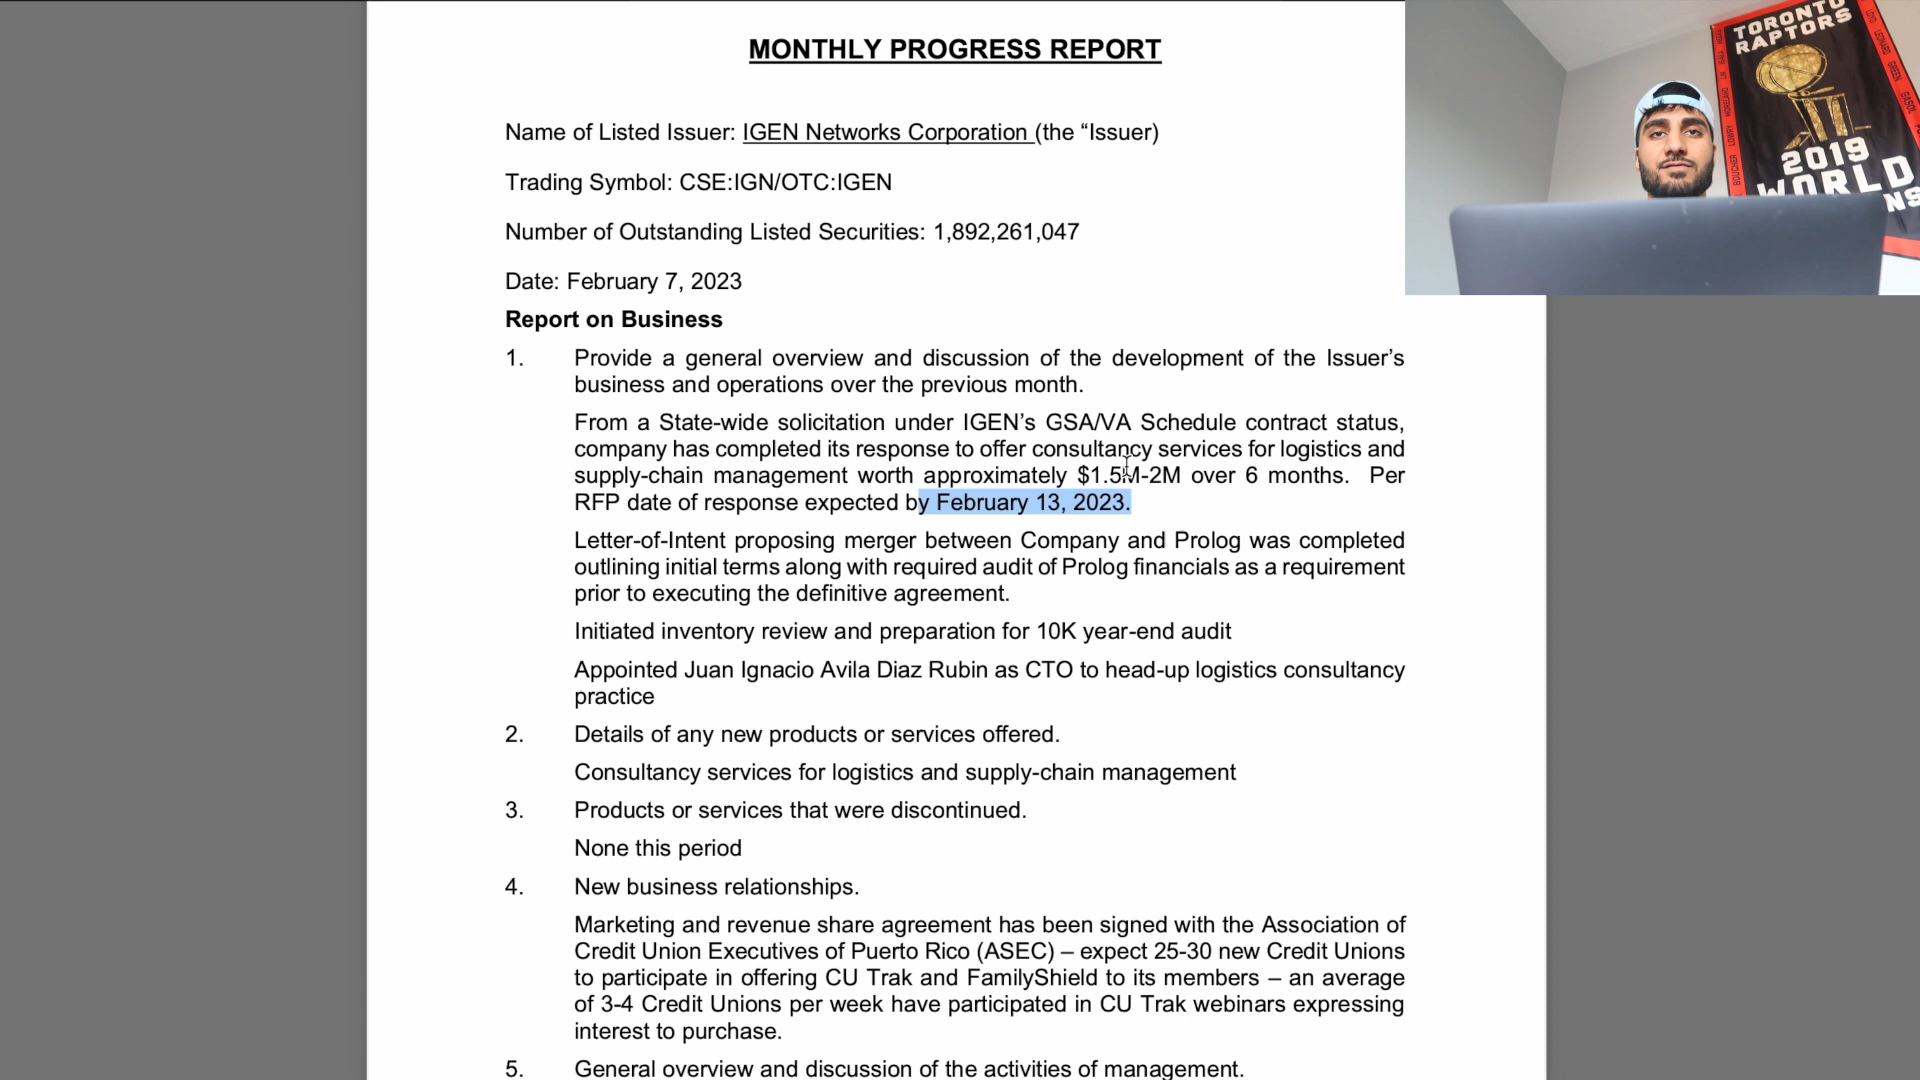 MONTHLY PROGRESS REPORT
Name of Listed Issuer: IGEN Networks Corporation (the “Issuer)
Trading Symbol: CSE:IGN/OTC:IGEN
Number of Outstanding Listed Securities: 1,892,261,047
Date: February 7, 2023
Report on Business
1. Provide a general overview and discussion of the development of the Issuer’s
business and operations over the previous month.
From a State-wide solicitation under IGEN’s GSA/VA Schedule contract status,
company has completed its response to offer consultancy services for logistics and
supply-chain management worth approximately $1.5M-2M over 6 months. Per
RFP date of response expected by February 13, 2023.
Letter-of-Intent proposing merger between Company and Prolog was completed
outlining initial terms along with required audit of Prolog financials as a requirement
prior to executing the definitive agreement.
Initiated inventory review and preparation for 10K year-end audit
Appointed Juan Ignacio Avila Diaz Rubin as CTO to head-up logistics consultancy
practice
2. Details of any new products or services offered.
Consultancy services for logistics and supply-chain management
3. Products or services that were discontinued.
None this period
4. New business relationships.
Marketing and revenue share agreement has been signed with the Association of
Credit Union Executives of Puerto Rico (ASEC) – expect 25-30 new Credit Unions
to participate in offering CU Trak and FamilyShield to its members – an average
of 3-4 Credit Unions per week have participated in CU Trak webinars expressing
interest to purchase.
5. General overview and discussion of the activities of management.
TORONTO
RAPTORS
2019
WORLD
NS
LEONARD
GREEN
GASOL
LOWRY
BOUCHER